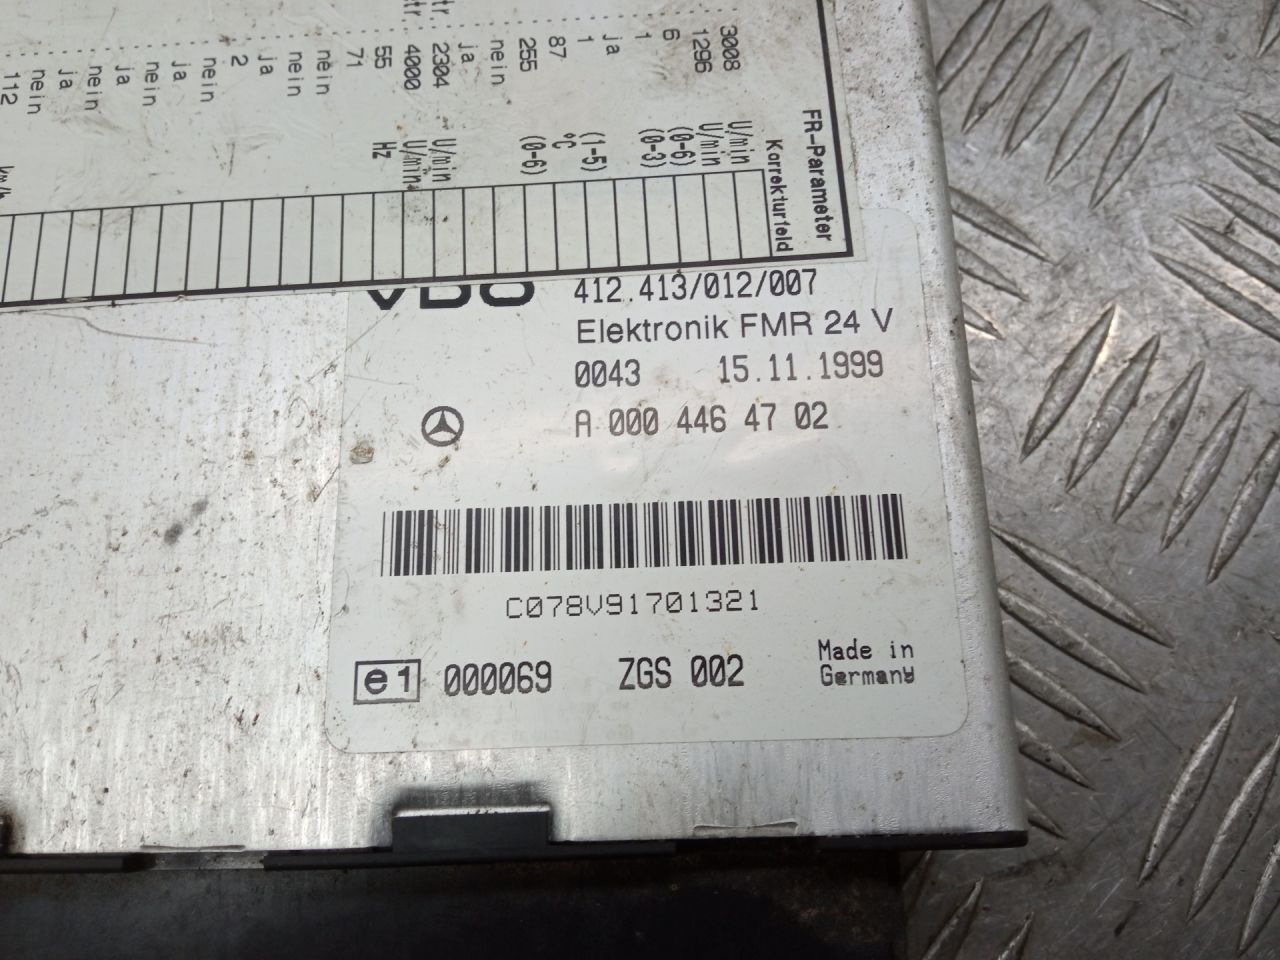 FR-Parameter
Korrekturfeld
3008 U/min
1296 U/min
6 (0-6)
1 (0-3)
ja
1 (1-5)
87 °C
255 (0-6)
nein
ja
2304 U/min
4000 U/min
55 Hz
71
nein
nein
ja
2
nein
ja
nein
ja
nein
ja
nein
112 km/h
VDO 412.413/012/007
Elektronik FMR 24 V
0043 15.11.1999
A 000 446 47 02
C078V91701321
e1 000069 ZGS 002
Made in
Germany